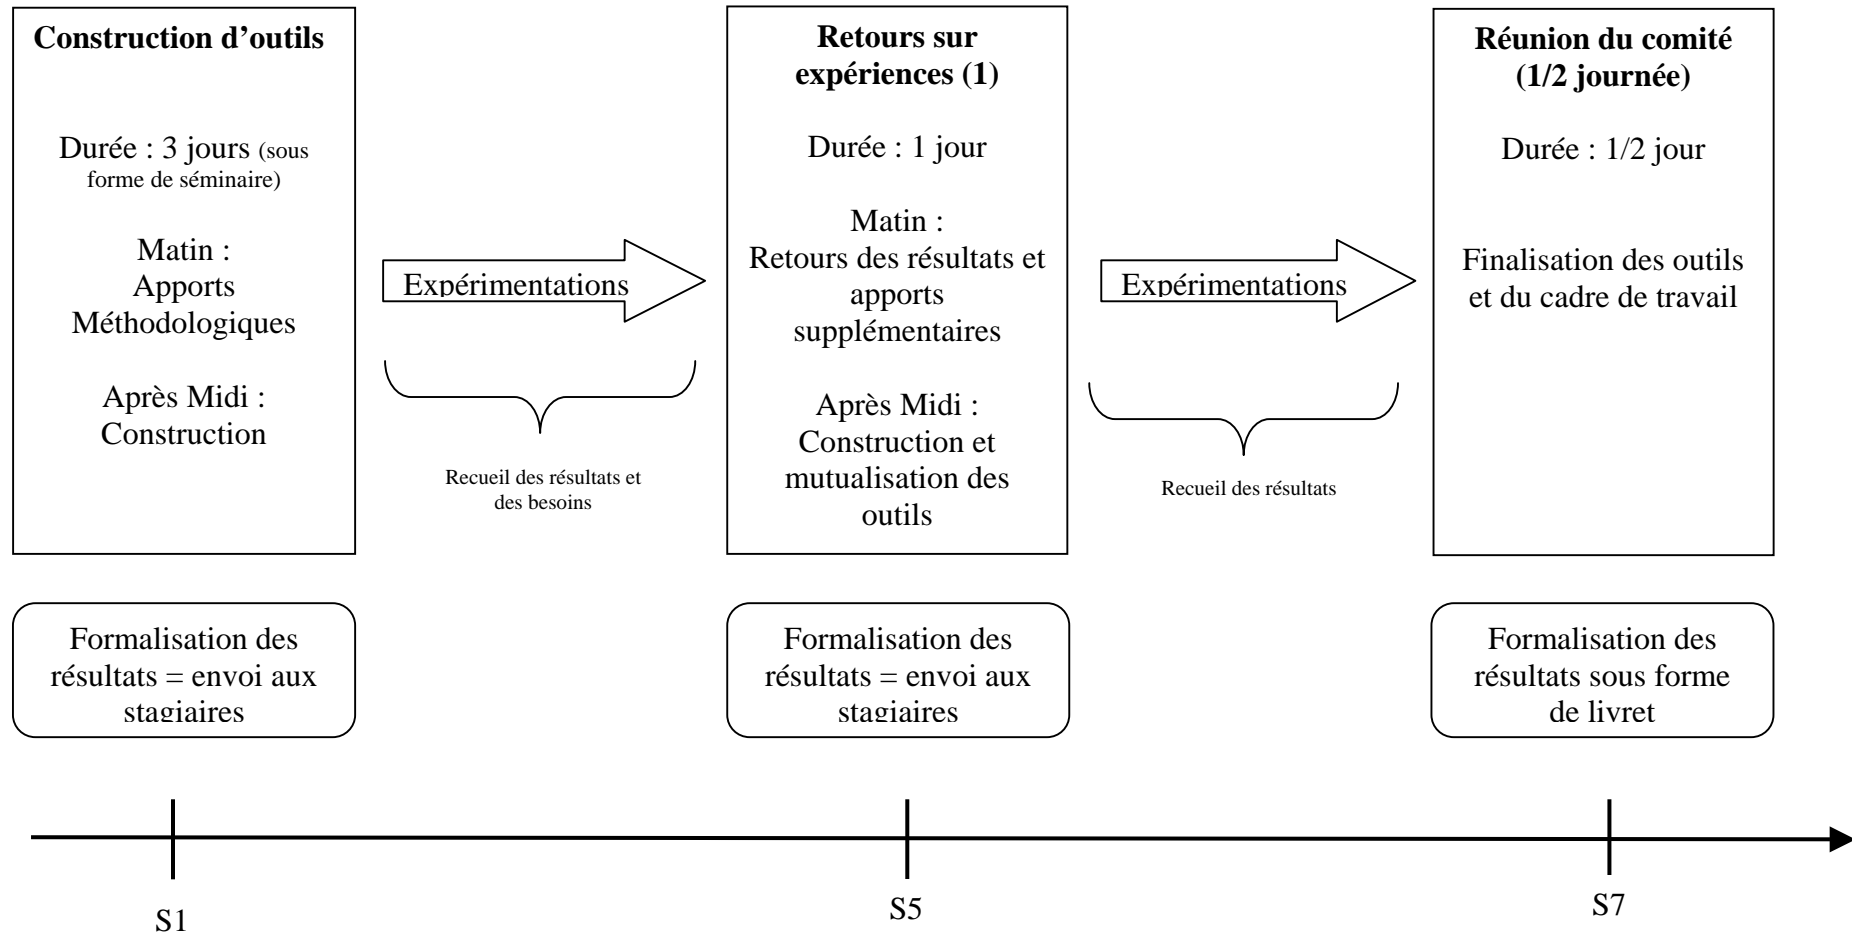 Construction d’outils
Durée : 3 jours (sous
forme de séminaire)
Matin :
Apports
Méthodologiques
Après Midi :
Construction
Expérimentations
Recueil des résultats et
des besoins
Retours sur
expériences (1)
Durée : 1 jour
Matin :
Retours des résultats et
apports
supplémentaires
Après Midi :
Construction et
mutualisation des
outils
Expérimentations
Recueil des résultats
Réunion du comité
(1/2 journée)
Durée : 1/2 jour
Finalisation des outils
et du cadre de travail
Formalisation des
résultats = envoi aux
stagiaires
Formalisation des
résultats = envoi aux
stagiaires
Formalisation des
résultats sous forme
de livret
S1
S5
S7